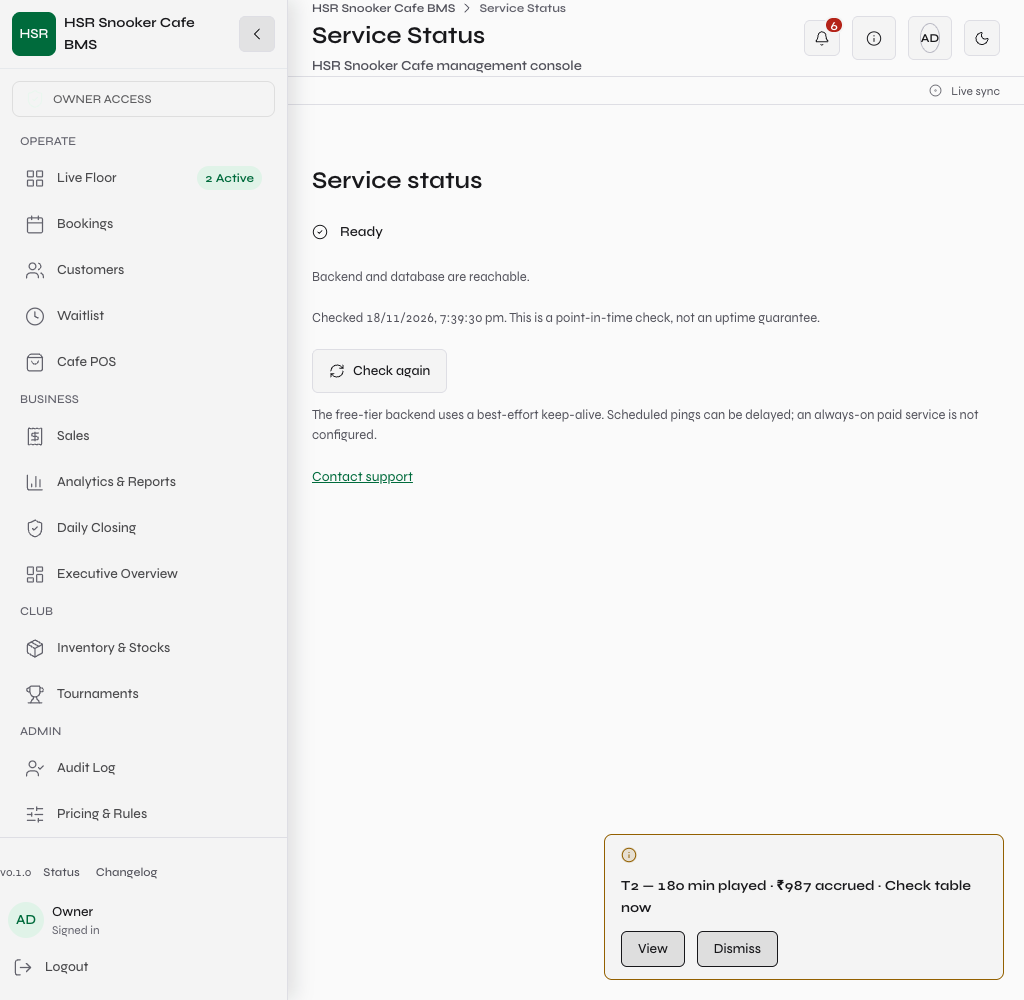 HSR
HSR Snooker Cafe
BMS
OWNER ACCESS
OPERATE
Live Floor
2 Active
Bookings
Customers
Waitlist
Cafe POS
BUSINESS
Sales
Analytics & Reports
Daily Closing
Executive Overview
CLUB
Inventory & Stocks
Tournaments
ADMIN
Audit Log
Pricing & Rules
v0.1.0 Status Changelog
AD
Owner
Signed in
Logout
HSR Snooker Cafe BMS > Service Status
Service Status
HSR Snooker Cafe management console
6
AD
Live sync
Service status
Ready
Backend and database are reachable.
Checked 18/11/2026, 7:39:30 pm. This is a point-in-time check, not an uptime guarantee.
Check again
The free-tier backend uses a best-effort keep-alive. Scheduled pings can be delayed; an always-on paid service is not
configured.
Contact support
T2 — 180 min played · ₹987 accrued · Check table
now
View
Dismiss